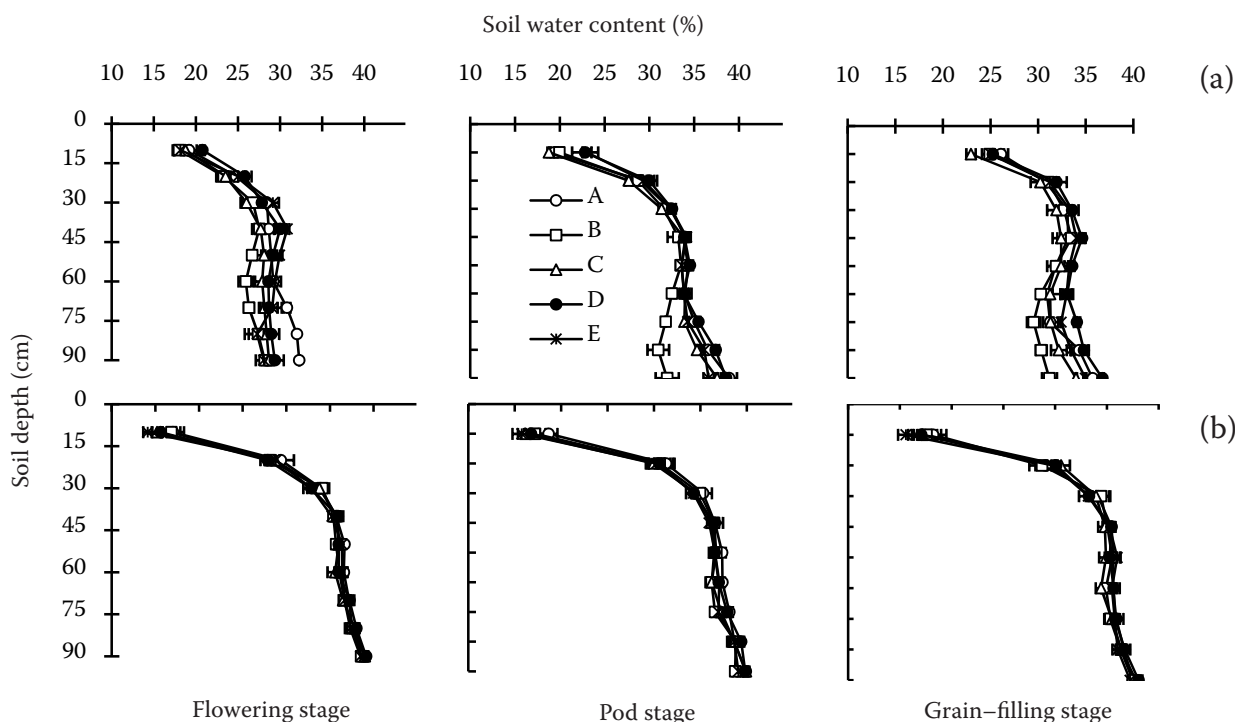 Soil water content (%)
10 15 20 25 30 35 40
10 15 20 25 30 35 40
10 20 25 30 35 40
(a)
Soil depth (cm)
0
15
30
45
60
75
90
A
B
C
D
E
0
15
30
45
60
75
90
(b)
Flowering stage
Pod stage
Grain–filling stage